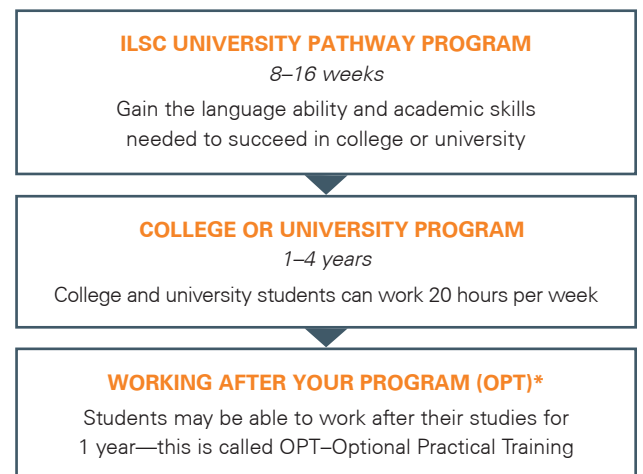 ILSC UNIVERSITY PATHWAY PROGRAM
8–16 weeks
Gain the language ability and academic skills
needed to succeed in college or university
COLLEGE OR UNIVERSITY PROGRAM
1–4 years
College and university students can work 20 hours per week
WORKING AFTER YOUR PROGRAM (OPT)*
Students may be able to work after their studies for
1 year—this is called OPT–Optional Practical Training